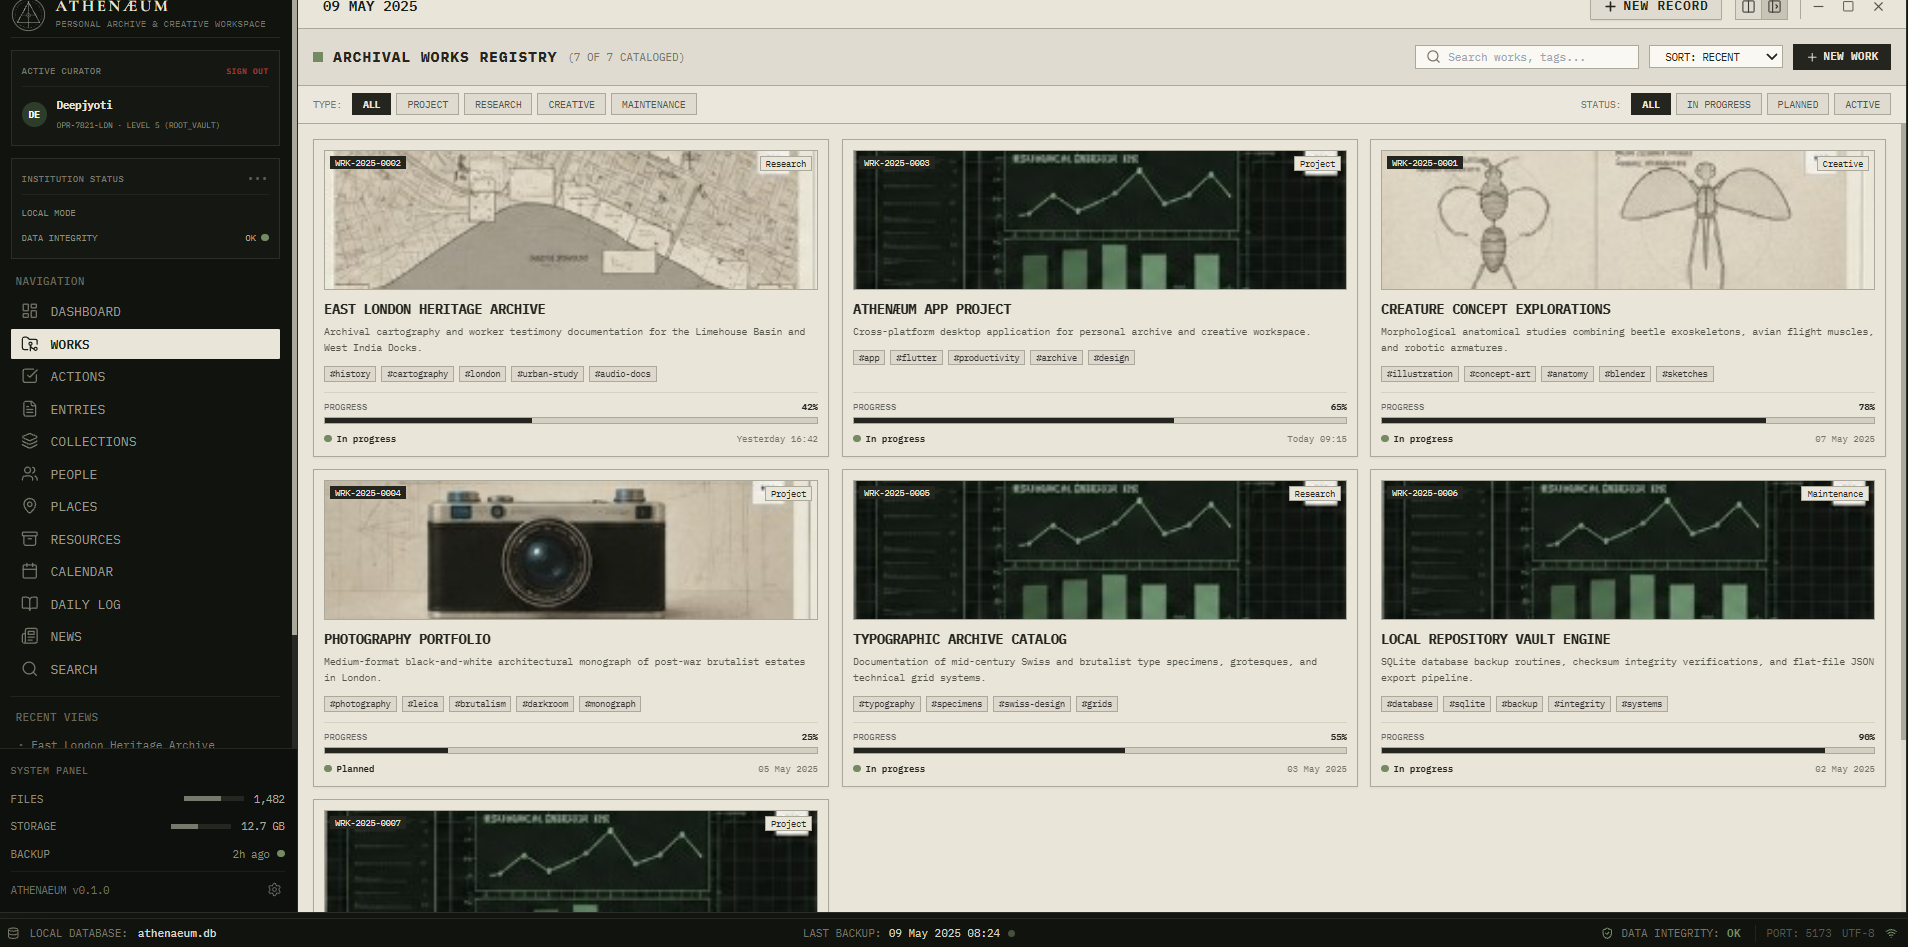 ATHENÆUM
PERSONAL ARCHIVE & CREATIVE WORKSPACE
ACTIVE CURATOR
SIGN OUT
DE
Deepjyoti
OPR-7821-LDN · LEVEL 5 (ROOT_VAULT)
INSTITUTION STATUS
LOCAL MODE
DATA INTEGRITY
OK
NAVIGATION
DASHBOARD
WORKS
ACTIONS
ENTRIES
COLLECTIONS
PEOPLE
PLACES
RESOURCES
CALENDAR
DAILY LOG
NEWS
SEARCH
RECENT VIEWS
· East London Heritage Archive
SYSTEM PANEL
FILES 1,482
STORAGE 12.7 GB
BACKUP 2h ago
ATHENAEUM v0.1.0
09 MAY 2025
+ NEW RECORD
ARCHIVAL WORKS REGISTRY (7 OF 7 CATALOGED)
Search works, tags...
SORT: RECENT
+ NEW WORK
TYPE: ALL PROJECT RESEARCH CREATIVE MAINTENANCE
STATUS: ALL IN PROGRESS PLANNED ACTIVE
WRK-2025-0002
Research
EAST LONDON HERITAGE ARCHIVE
Archival cartography and worker testimony documentation for the Limehouse Basin and
West India Docks.
#history #cartography #london #urban-study #audio-docs
PROGRESS 42%
In progress Yesterday 16:42
WRK-2025-0003
Project
ATHENÆUM APP PROJECT
Cross-platform desktop application for personal archive and creative workspace.
#app #flutter #productivity #archive #design
PROGRESS 65%
In progress Today 09:15
WRK-2025-0001
Creative
CREATURE CONCEPT EXPLORATIONS
Morphological anatomical studies combining beetle exoskeletons, avian flight muscles,
and robotic armatures.
#illustration #concept-art #anatomy #blender #sketches
PROGRESS 78%
In progress 07 May 2025
WRK-2025-0004
Project
PHOTOGRAPHY PORTFOLIO
Medium-format black-and-white architectural monograph of post-war brutalist estates
in London.
#photography #leica #brutalism #darkroom #monograph
PROGRESS 25%
Planned 05 May 2025
WRK-2025-0005
Research
TYPOGRAPHIC ARCHIVE CATALOG
Documentation of mid-century Swiss and brutalist type specimens, grotesques, and
technical grid systems.
#typography #specimens #swiss-design #grids
PROGRESS 55%
In progress 03 May 2025
WRK-2025-0006
Maintenance
LOCAL REPOSITORY VAULT ENGINE
SQLite database backup routines, checksum integrity verifications, and flat-file JSON
export pipeline.
#database #sqlite #backup #integrity #systems
PROGRESS 90%
In progress 02 May 2025
WRK-2025-0007
Project
LOCAL DATABASE: athenaeum.db
LAST BACKUP: 09 May 2025 08:24
DATA INTEGRITY: OK
PORT: 5173 UTF-8